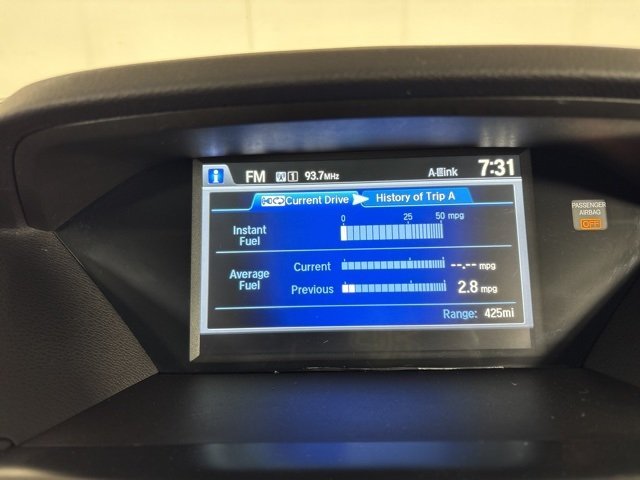 i FM 1 93.7MHz A-Link 7:31
Current Drive History of Trip A
0 25 50 mpg
Instant
Fuel
Average
Fuel
Current --.-- mpg
Previous 2.8 mpg
Range: 425mi
PASSENGER
AIRBAG
OFF